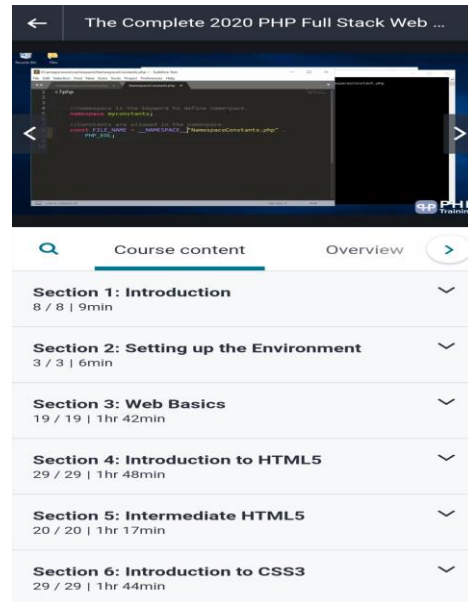 The Complete 2020 PHP Full Stack Web ...
<?php
//namespace is the keyword to define namespace.
namespace myconstants;
//Constants are allowed in the namespace.
const FILE_NAME = __NAMESPACE__."NamespaceConstants.php" .
PHP_EOL;
PHP
Training
Course content
Overview
Section 1: Introduction
8 / 8 | 9min
Section 2: Setting up the Environment
3 / 3 | 6min
Section 3: Web Basics
19 / 19 | 1hr 42min
Section 4: Introduction to HTML5
29 / 29 | 1hr 48min
Section 5: Intermediate HTML5
20 / 20 | 1hr 17min
Section 6: Introduction to CSS3
29 / 29 | 1hr 44min